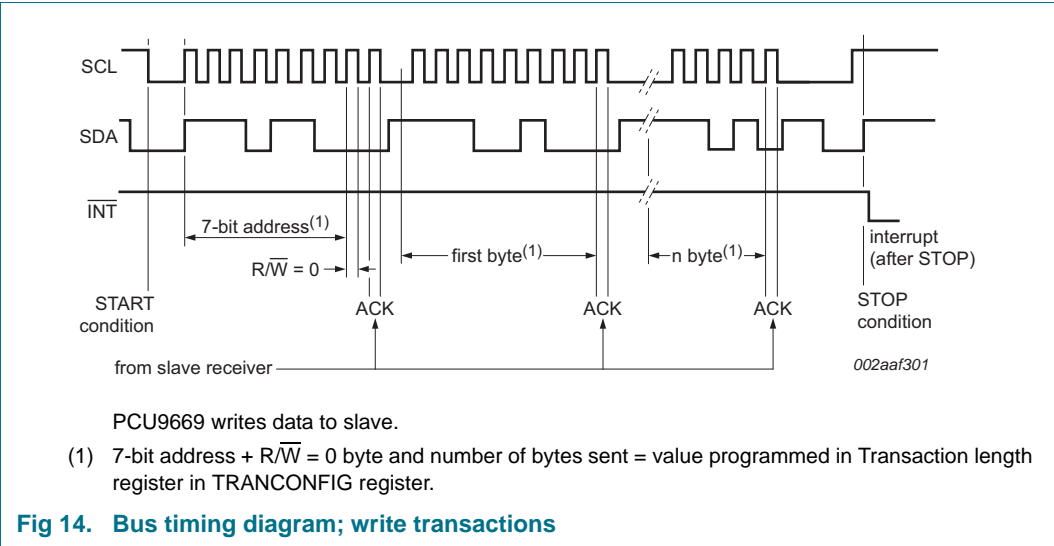 SCL
SDA
INT
7-bit address(1)
R/W = 0
first byte(1)
n byte(1)
interrupt
(after STOP)
START
condition
ACK
ACK
ACK
STOP
condition
from slave receiver
002aaf301
PCU9669 writes data to slave.
(1) 7-bit address + R/W = 0 byte and number of bytes sent = value programmed in Transaction length
register in TRANCONFIG register.
Fig 14. Bus timing diagram; write transactions